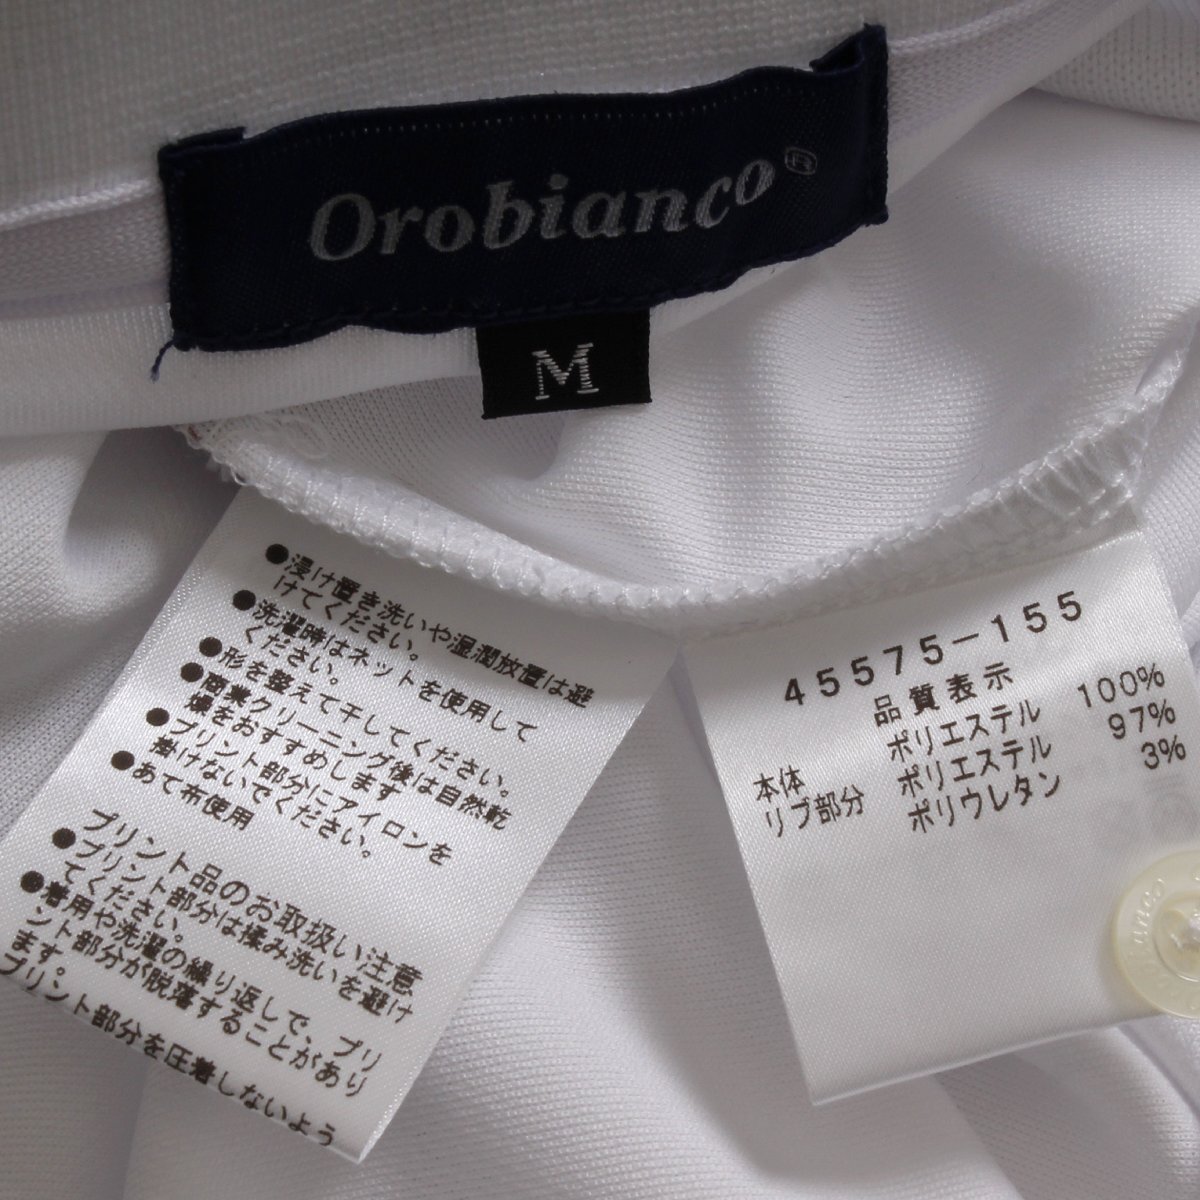 Orobianco®
M
●浸け置き洗いや湿潤放置は避
けてください。
●洗濯時はネットを使用して
ください。
●形を整えて干してください。
●商業クリーニング後は自然乾
燥をおすすめします
●プリント部分にアイロンを
掛けないでください。
●あて布使用
プリント品のお取扱い注意
●プリント部分は揉み洗いを避け
てください。
●着用や洗濯の繰り返しで、プリ
ント部分が脱落することがあり
ます。
プリント部分を圧着しないよう
45575-155
品質表示
本体 ポリエステル 100%
リブ部分 ポリエステル 97%
ポリウレタン 3%